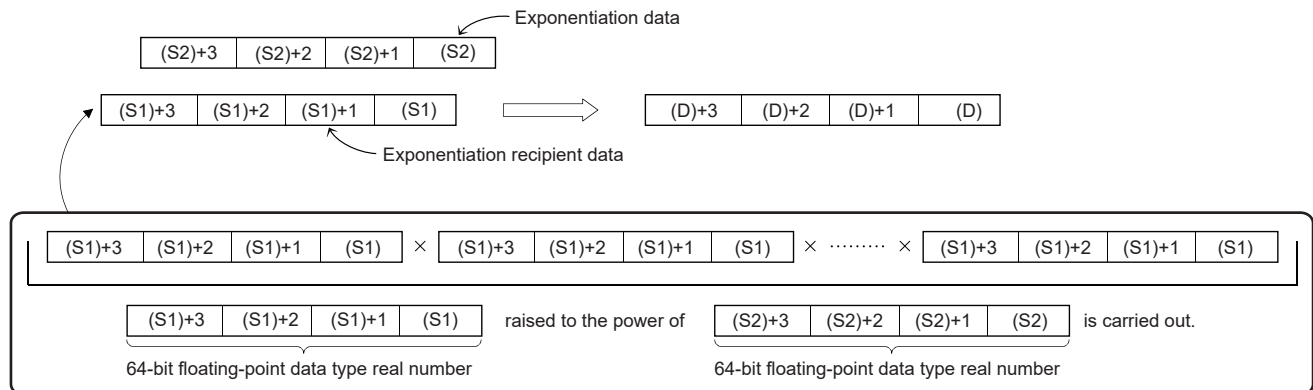 Exponentiation data
(S2)+3 (S2)+2 (S2)+1 (S2)
(S1)+3 (S1)+2 (S1)+1 (S1) (D)+3 (D)+2 (D)+1 (D)
Exponentiation recipient data
(S1)+3 (S1)+2 (S1)+1 (S1) × (S1)+3 (S1)+2 (S1)+1 (S1) × ········· × (S1)+3 (S1)+2 (S1)+1 (S1)
(S1)+3 (S1)+2 (S1)+1 (S1) raised to the power of (S2)+3 (S2)+2 (S2)+1 (S2) is carried out.
64-bit floating-point data type real number 64-bit floating-point data type real number